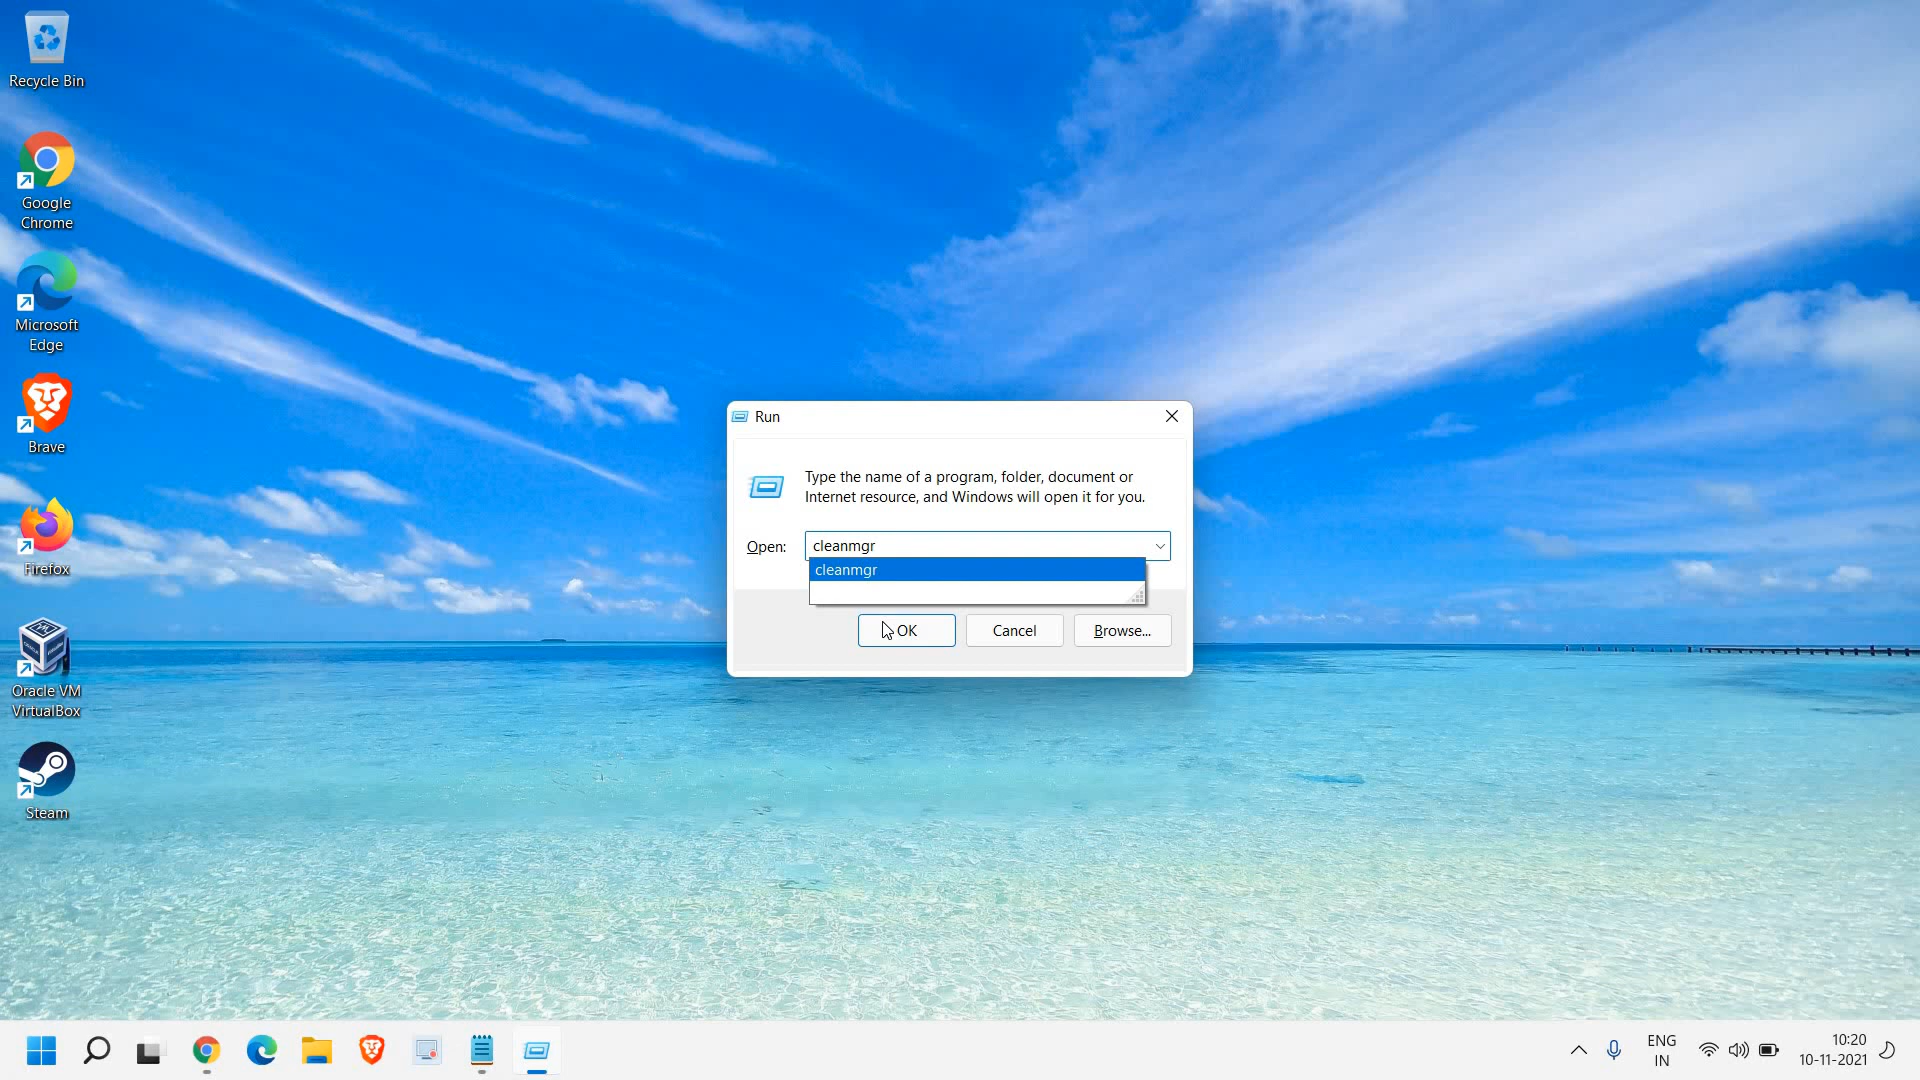 Recycle Bin
Google
Chrome
Microsoft
Edge
Brave
Firefox
Oracle VM
VirtualBox
Steam
Run
Type the name of a program, folder, document or
Internet resource, and Windows will open it for you.
Open:
cleanmgr
cleanmgr
OK
Cancel
Browse...
ENG
IN
10:20
10-11-2021